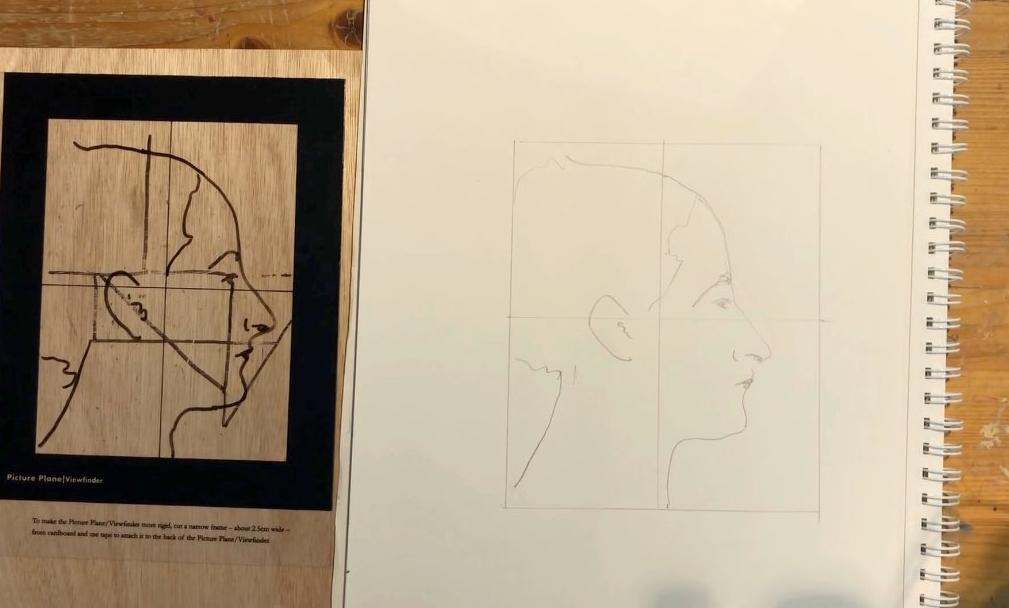 Picture Plane|Viewfinder
To make the Picture Plane/Viewfinder more rigid, cut a narrow frame – about 2.5cm wide –
from cardboard and use tape to attach it to the back of the Picture Plane/Viewfinder